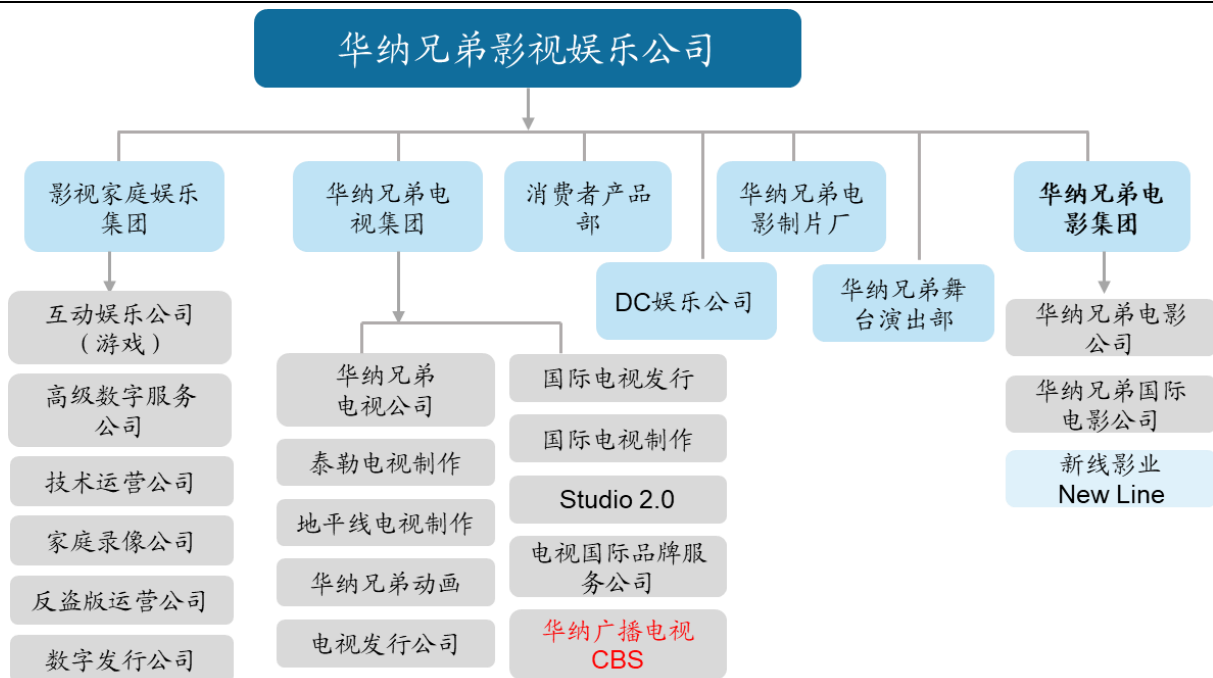 华纳兄弟影视娱乐公司
影视家庭娱乐
集团
华纳兄弟电
视集团
消费者产品
部
华纳兄弟电
影制片厂
华纳兄弟电
影集团
DC娱乐公司
华纳兄弟舞
台演出部
互动娱乐公司
（游戏）
高级数字服务
公司
技术运营公司
家庭录像公司
反盗版运营公司
数字发行公司
华纳兄弟
电视公司
泰勒电视制作
地平线电视制作
华纳兄弟动画
电视发行公司
国际电视发行
国际电视制作
Studio 2.0
电视国际品牌服
务公司
华纳广播电视
CBS
华纳兄弟电影
公司
华纳兄弟国际
电影公司
新线影业
New Line